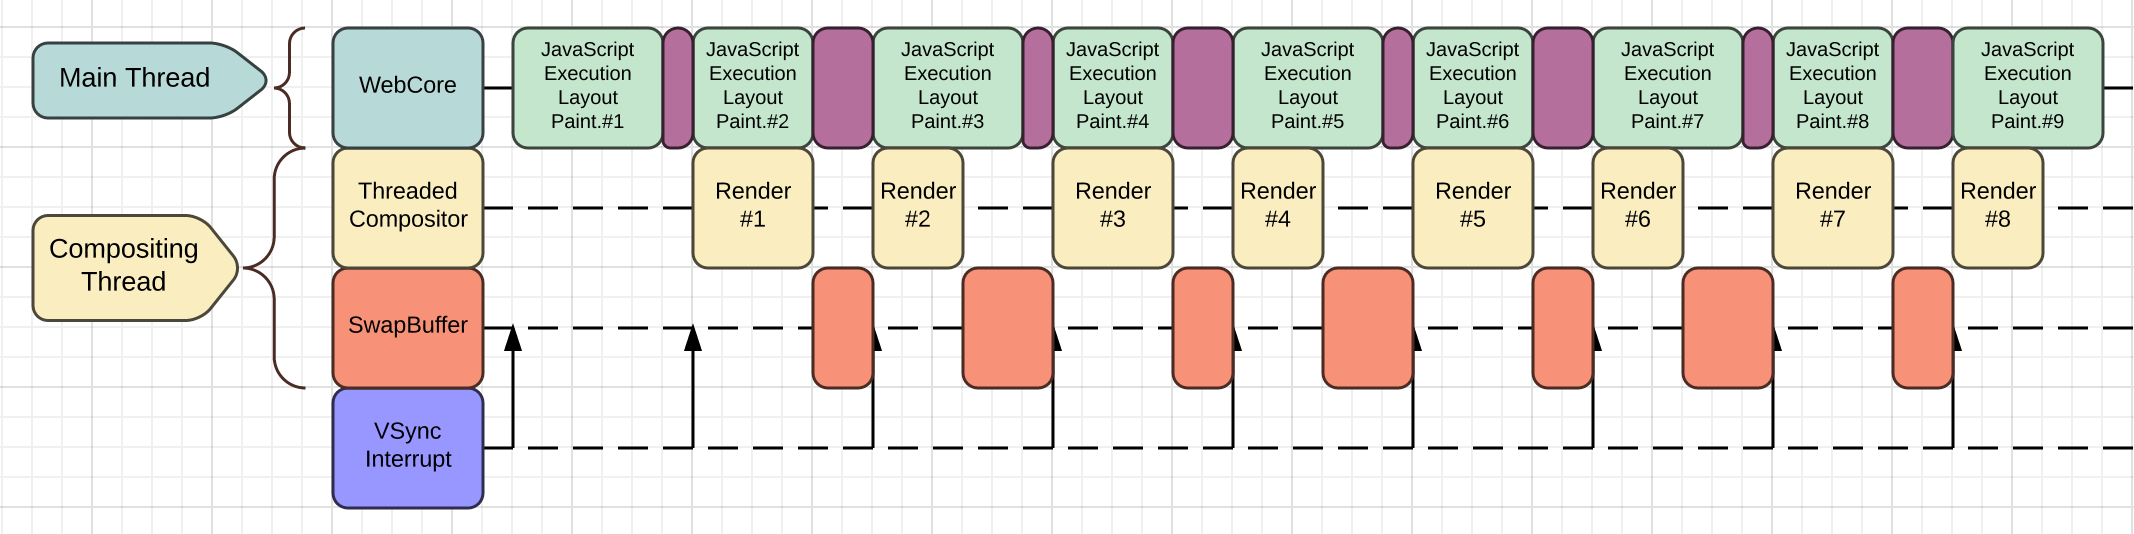 Main Thread
WebCore
JavaScript
Execution
Layout
Paint.#1
JavaScript
Execution
Layout
Paint.#2
JavaScript
Execution
Layout
Paint.#3
JavaScript
Execution
Layout
Paint.#4
JavaScript
Execution
Layout
Paint.#5
JavaScript
Execution
Layout
Paint.#6
JavaScript
Execution
Layout
Paint.#7
JavaScript
Execution
Layout
Paint.#8
JavaScript
Execution
Layout
Paint.#9
Compositing
Thread
Threaded
Compositor
Render
#1
Render
#2
Render
#3
Render
#4
Render
#5
Render
#6
Render
#7
Render
#8
SwapBuffer
VSync
Interrupt